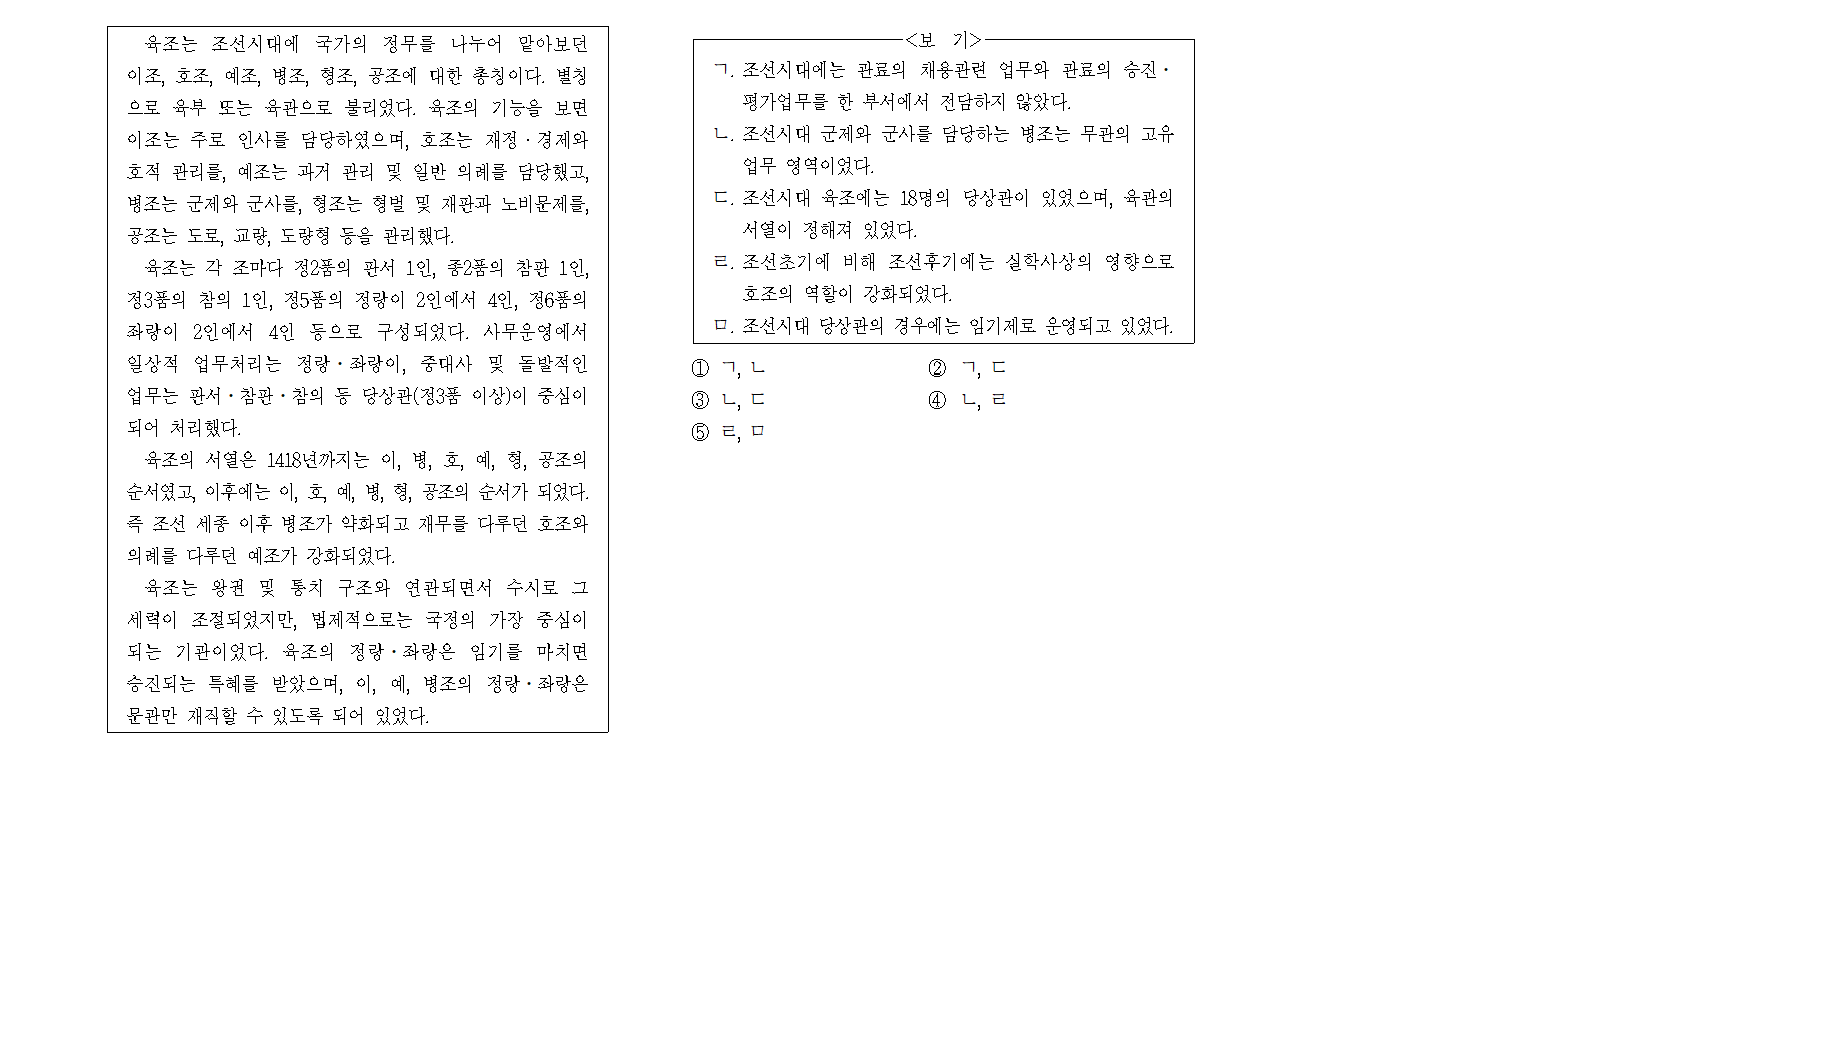 육조는 조선시대에 국가의 정무를 나누어 맡아보던
이조, 호조, 예조, 병조, 형조, 공조에 대한 총칭이다. 별칭
으로 육부 또는 육관으로 불리었다. 육조의 기능을 보면
이조는 주로 인사를 담당하였으며, 호조는 재정·경제와
호적 관리를, 예조는 과거 관리 및 일반 의례를 담당했고,
병조는 군제와 군사를, 형조는 형벌 및 재판과 노비문제를,
공조는 도로, 교량, 도량형 등을 관리했다.
육조는 각 조마다 정2품의 판서 1인, 종2품의 참판 1인,
정3품의 참의 1인, 정5품의 정랑이 2인에서 4인, 정6품의
좌랑이 2인에서 4인 등으로 구성되었다. 사무운영에서
일상적 업무처리는 정랑·좌랑이, 중대사 및 돌발적인
업무는 판서·참판·참의 등 당상관(정3품 이상)이 중심이
되어 처리했다.
육조의 서열은 1418년까지는 이, 병, 호, 예, 형, 공조의
순서였고, 이후에는 이, 호, 예, 병, 형, 공조의 순서가 되었다.
즉 조선 세종 이후 병조가 약화되고 재무를 다루던 호조와
의례를 다루던 예조가 강화되었다.
육조는 왕권 및 통치 구조와 연관되면서 수시로 그
세력이 조절되었지만, 법제적으로는 국정의 가장 중심이
되는 기관이었다. 육조의 정랑·좌랑은 임기를 마치면
승진되는 특혜를 받았으며, 이, 예, 병조의 정랑·좌랑은
문관만 재직할 수 있도록 되어 있었다.
<보 기>
ㄱ. 조선시대에는 관료의 채용관련 업무와 관료의 승진·
평가업무를 한 부서에서 전담하지 않았다.
ㄴ. 조선시대 군제와 군사를 담당하는 병조는 무관의 고유
업무 영역이었다.
ㄷ. 조선시대 육조에는 18명의 당상관이 있었으며, 육관의
서열이 정해져 있었다.
ㄹ. 조선초기에 비해 조선후기에는 실학사상의 영향으로
호조의 역할이 강화되었다.
ㅁ. 조선시대 당상관의 경우에는 임기제로 운영되고 있었다.
① ㄱ, ㄴ ② ㄱ, ㄷ
③ ㄴ, ㄷ ④ ㄴ, ㄹ
⑤ ㄹ, ㅁ